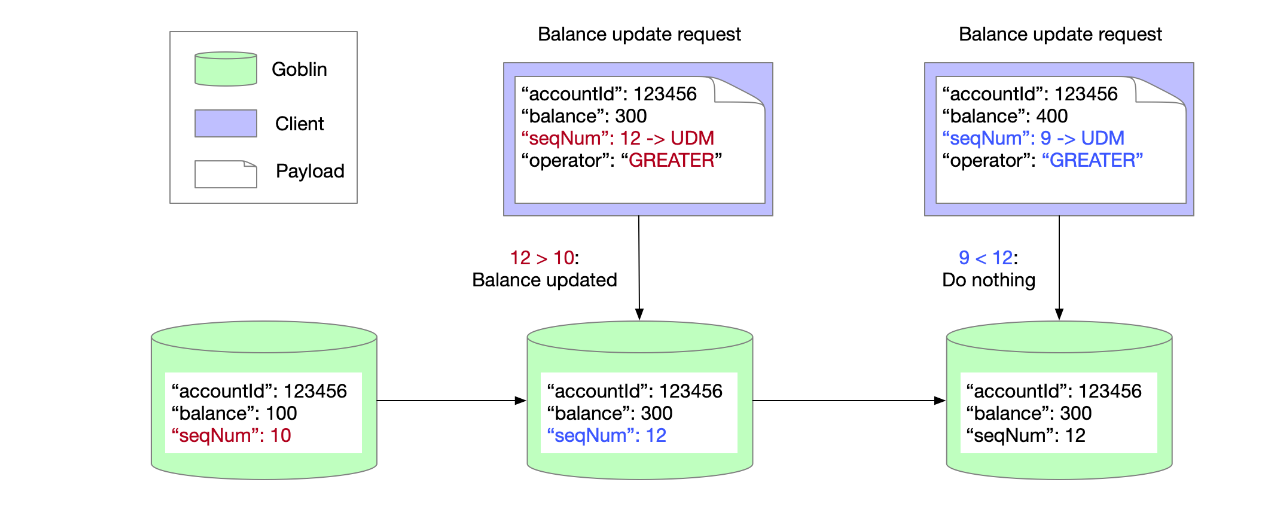 Goblin
Client
Payload
Balance update request
“accountId”: 123456
“balance”: 300
“seqNum”: 12 -> UDM
“operator”: “GREATER”
Balance update request
“accountId”: 123456
“balance”: 400
“seqNum”: 9 -> UDM
“operator”: “GREATER”
12 > 10:
Balance updated
9 < 12:
Do nothing
“accountId”: 123456
“balance”: 100
“seqNum”: 10
“accountId”: 123456
“balance”: 300
“seqNum”: 12
“accountId”: 123456
“balance”: 300
“seqNum”: 12